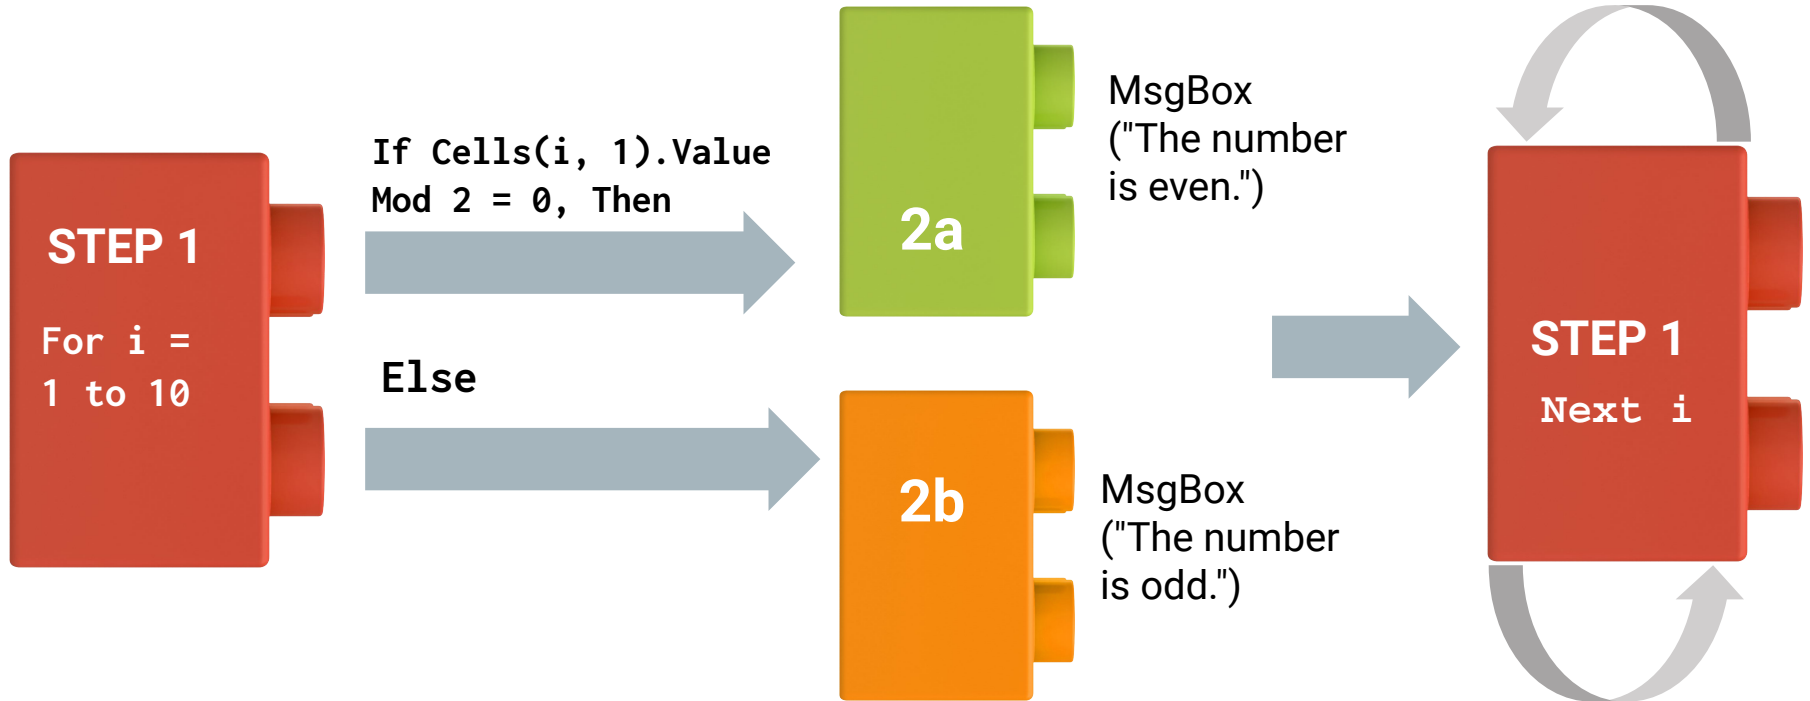 STEP 1
For i =
1 to 10
If Cells(i, 1).Value
Mod 2 = 0, Then
Else
2a
MsgBox
("The number
is even.")
2b
MsgBox
("The number
is odd.")
STEP 1
Next i